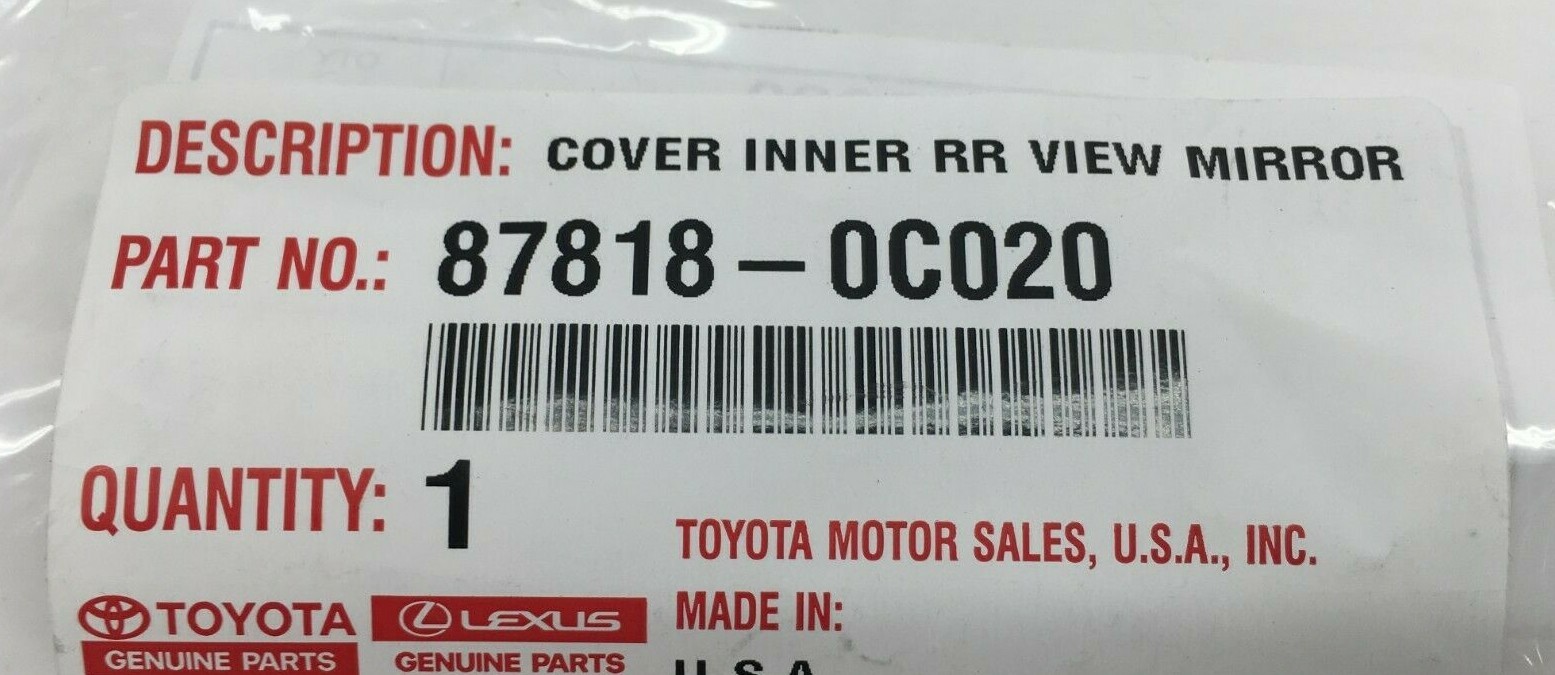 DESCRIPTION: COVER INNER RR VIEW MIRROR
PART NO.: 87818-0C020
QUANTITY: 1
TOYOTA MOTOR SALES, U.S.A., INC.
TOYOTA
GENUINE PARTS
LEXUS
GENUINE PARTS
MADE IN:
U.S.A.